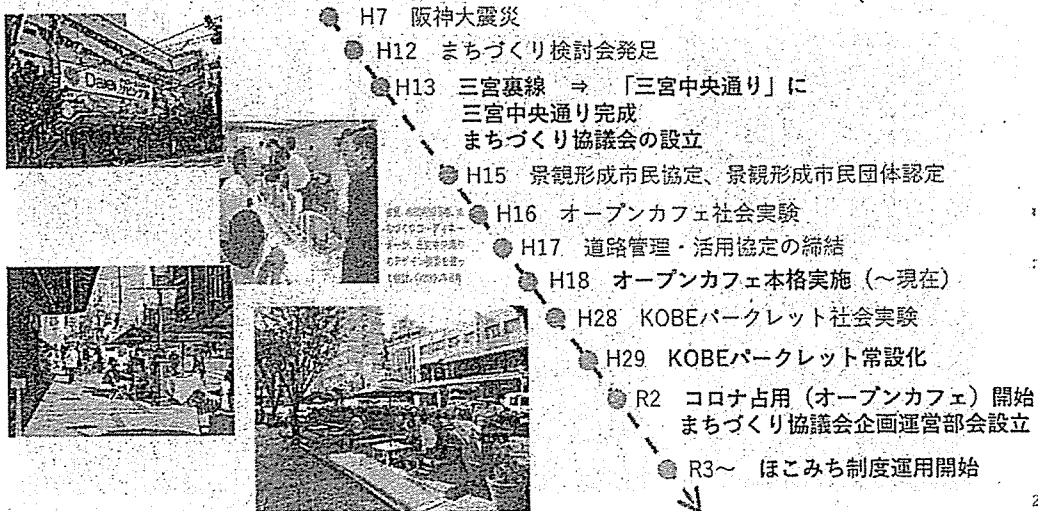 H7 阪神大震災
H12 まちづくり検討会発足
H13 三宮裏線 ⇒ 「三宮中央通り」に
三宮中央通り完成
まちづくり協議会の設立
H15 景観形成市民協定、景観形成市民団体認定
H16 オープンカフェ社会実験
H17 道路管理・活用協定の締結
H18 オープンカフェ本格実施（～現在）
H28 KOBEパークレット社会実験
H29 KOBEパークレット常設化
R2 コロナ占用（オープンカフェ）開始
まちづくり協議会企画運営部会設立
R3～ ほこみち制度運用開始
2